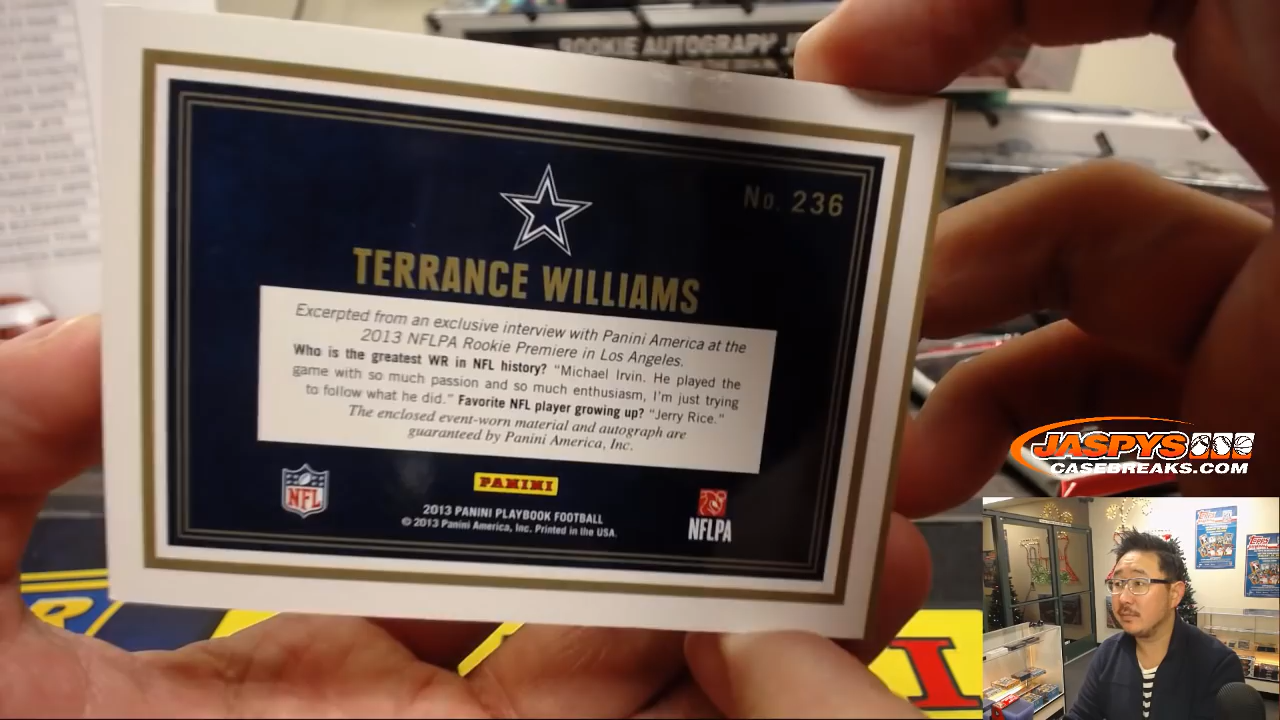 ROOKIE AUTOGRAPH
No. 236
TERRANCE WILLIAMS
Excerpted from an exclusive interview with Panini America at the
2013 NFLPA Rookie Premiere in Los Angeles.
Who is the greatest WR in NFL history? "Michael Irvin. He played the
game with so much passion and so much enthusiasm, I'm just trying
to follow what he did." Favorite NFL player growing up? "Jerry Rice."
The enclosed event-worn material and autograph are
guaranteed by Panini America, Inc.
NFL
PANINI
2013 PANINI PLAYBOOK FOOTBALL
© 2013 Panini America, Inc. Printed in the USA.
NFLPA
JASPYS
CASEBREAKS.COM